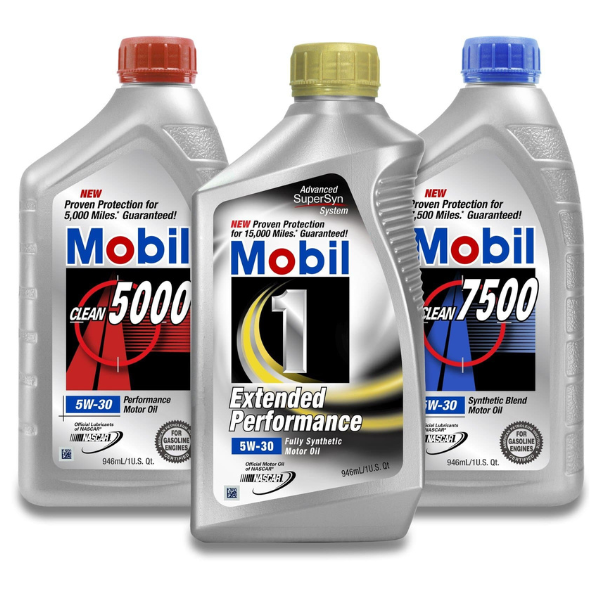 NEW
Proven Protection for
5,000 Miles.* Guaranteed!
Mobil
CLEAN 5000
5W-30
Performance
Motor Oil
Official Lubricants
of NASCAR®
NASCAR
FOR
GASOLINE
ENGINES
946mL/1U.S. Qt.
Advanced
SuperSyn
System
NEW Proven Protection
for 15,000 Miles.* Guaranteed!
Mobil
1
Extended
Performance
5W-30
Fully Synthetic
Motor Oil
Official Motor Oil
of NASCAR®
NASCAR
946mL/1U.S. Qt.
NEW
Proven Protection for
7,500 Miles.* Guaranteed!
Mobil
CLEAN 7500
5W-30
Synthetic Blend
Motor Oil
FOR
GASOLINE
ENGINES
946mL/1U.S. Qt.